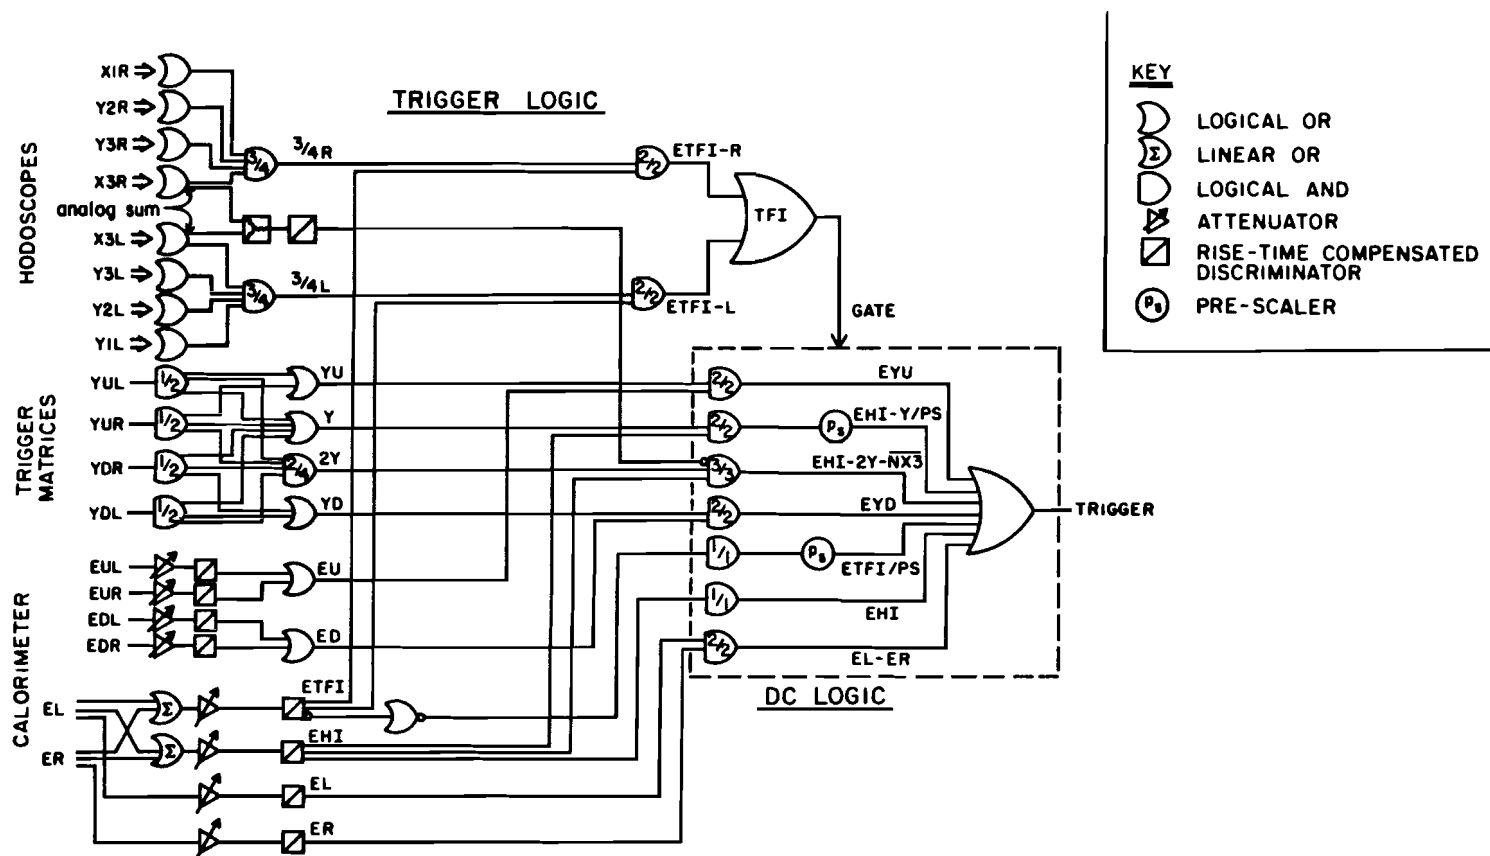 TRIGGER LOGIC
HODOSCOPES
X1R
Y2R
Y3R
X3R
analog sum
X3L
Y3L
Y2L
Y1L
3/4
3/4R
3/4
3/4L
2/2
ETFI-R
2/2
ETFI-L
TFI
GATE
TRIGGER
MATRICES
YUL
YUR
YDR
YDL
1/2
1/2
1/2
1/2
YU
Y
2/4
2Y
YD
CALORIMETER
EUL
EUR
EDL
EDR
EU
ED
EL
ER
Σ
Σ
ETFI
EHI
EL
ER
2/2
EYU
2/2
Ps
EHI-Y/PS
3/3
EHI-2Y-N̅X̅3̅
2/2
EYD
1/1
Ps
ETFI/PS
1/1
EHI
2/2
EL-ER
DC LOGIC
TRIGGER
KEY
LOGICAL OR
Σ
LINEAR OR
LOGICAL AND
ATTENUATOR
RISE-TIME COMPENSATED
DISCRIMINATOR
Ps
PRE-SCALER